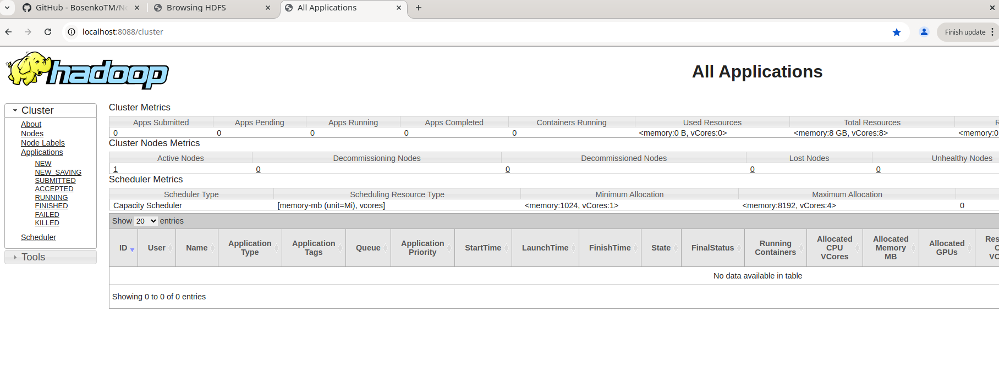 GitHub - BosenkoTM/N
Browsing HDFS
All Applications
localhost:8088/cluster
Finish update
hadoop
All Applications
Cluster
About
Nodes
Node Labels
Applications
NEW
NEW_SAVING
SUBMITTED
ACCEPTED
RUNNING
FINISHED
FAILED
KILLED
Scheduler
Tools
Cluster Metrics
Apps Submitted Apps Pending Apps Running Apps Completed Containers Running Used Resources Total Resources R
0 0 0 0 0 <memory:0 B, vCores:0> <memory:8 GB, vCores:8> <memory:0
Cluster Nodes Metrics
Active Nodes Decommissioning Nodes Decommissioned Nodes Lost Nodes Unhealthy Nodes
1 0 0 0 0
Scheduler Metrics
Scheduler Type Scheduling Resource Type Minimum Allocation Maximum Allocation
Capacity Scheduler [memory-mb (unit=Mi), vcores] <memory:1024, vCores:1> <memory:8192, vCores:4> 0
Show 20 entries
ID User Name Application Type Application Tags Queue Application Priority StartTime LaunchTime FinishTime State FinalStatus Running Containers Allocated CPU VCores Allocated Memory MB Allocated GPUs Res C VC
No data available in table
Showing 0 to 0 of 0 entries